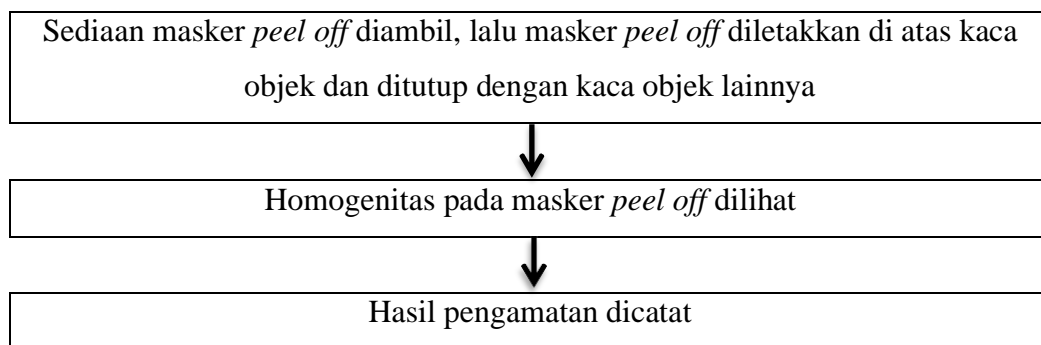 Sediaan masker peel off diambil, lalu masker peel off diletakkan di atas kaca
objek dan ditutup dengan kaca objek lainnya
Homogenitas pada masker peel off dilihat
Hasil pengamatan dicatat